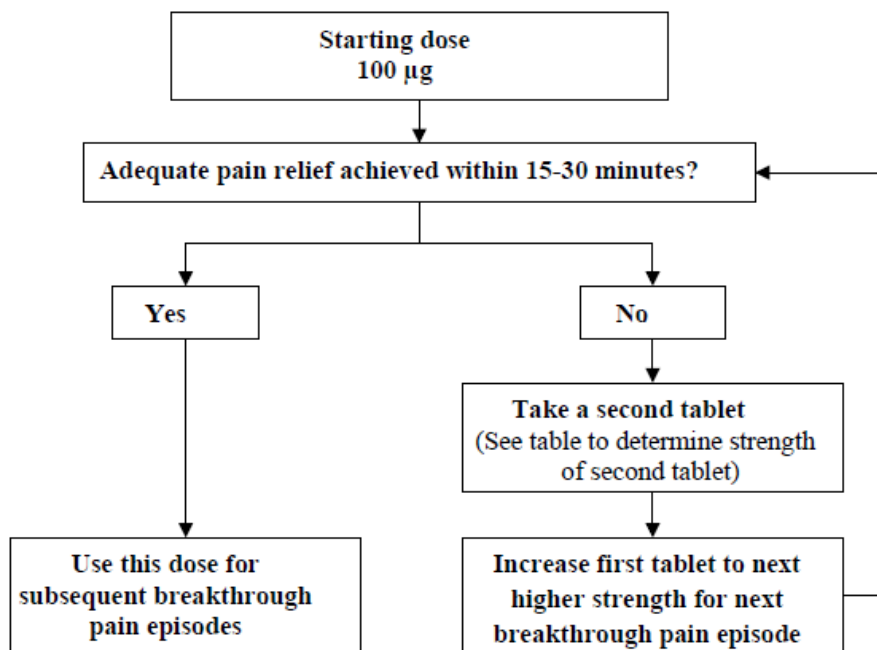 Starting dose
100 µg
Adequate pain relief achieved within 15-30 minutes?
Yes
No
Take a second tablet
(See table to determine strength
of second tablet)
Use this dose for
subsequent breakthrough
pain episodes
Increase first tablet to next
higher strength for next
breakthrough pain episode